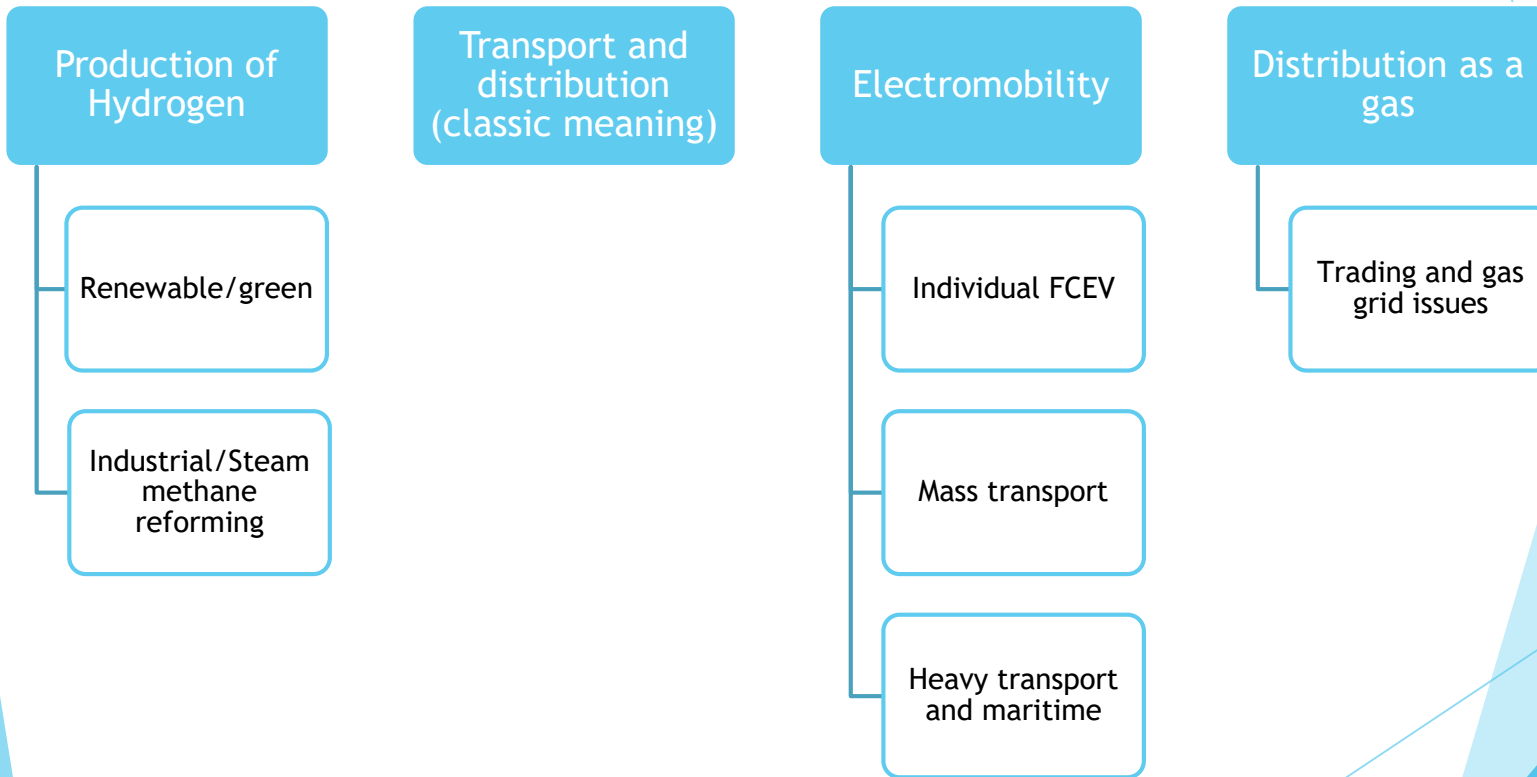 Production of
Hydrogen
Renewable/green
Industrial/Steam
methane
reforming
Transport and
distribution
(classic meaning)
Electromobility
Individual FCEV
Mass transport
Heavy transport
and maritime
Distribution as a
gas
Trading and gas
grid issues